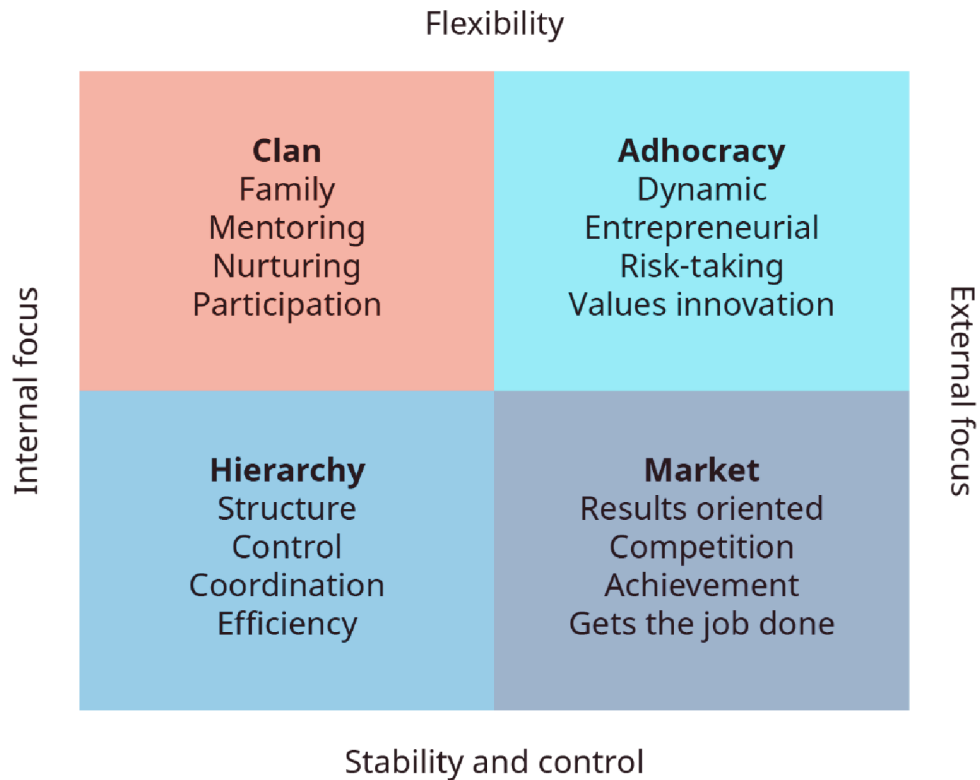 Flexibility
Clan
Family
Mentoring
Nurturing
Participation
Adhocracy
Dynamic
Entrepreneurial
Risk-taking
Values innovation
Internal focus
External focus
Hierarchy
Structure
Control
Coordination
Efficiency
Market
Results oriented
Competition
Achievement
Gets the job done
Stability and control